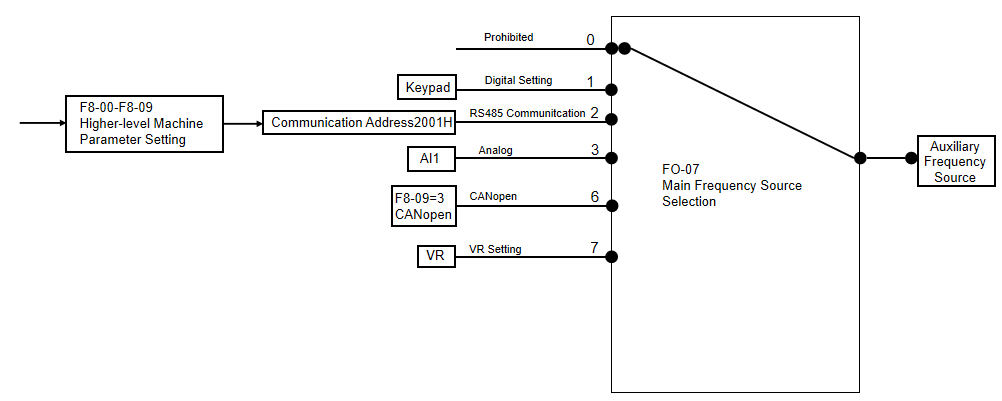 Prohibited 0
Keypad Digital Setting 1
F8-00-F8-09
Higher-level Machine
Parameter Setting
Communication Address2001H RS485 Communitcation 2
AI1 Analog 3
F8-09=3
CANopen
CANopen 6
VR VR Setting 7
FO-07
Main Frequency Source
Selection
Auxiliary
Frequency
Source